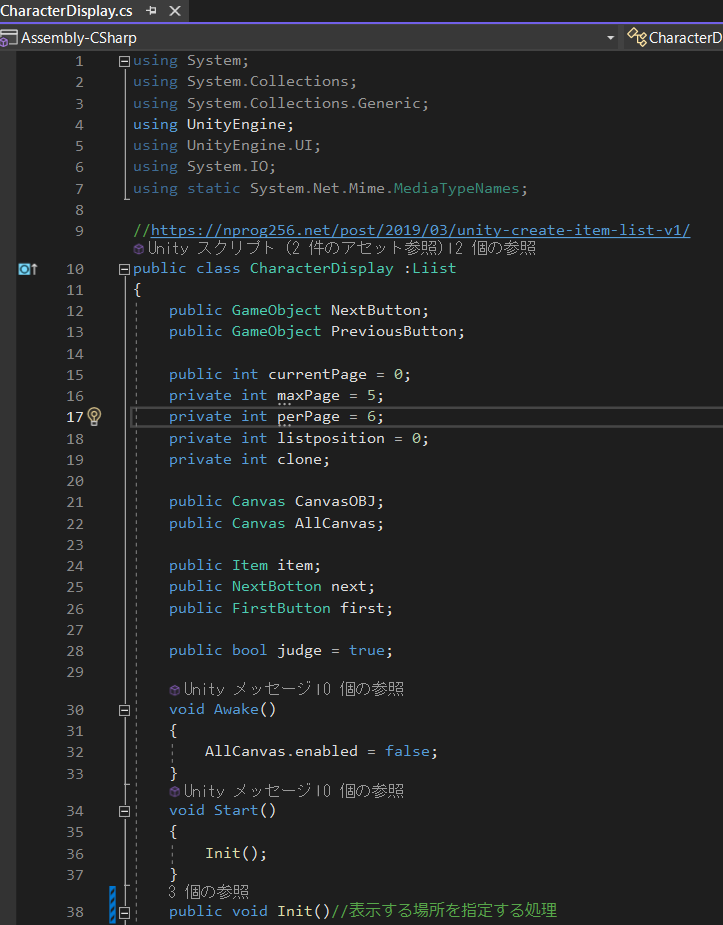 CharacterDisplay.cs
Assembly-CSharp
CharacterD
1 using System;
2 using System.Collections;
3 using System.Collections.Generic;
4 using UnityEngine;
5 using UnityEngine.UI;
6 using System.IO;
7 using static System.Net.Mime.MediaTypeNames;
8
9 //https://nprog256.net/post/2019/03/unity-create-item-list-v1/
Unity スクリプト (2 件のアセット参照)|2 個の参照
10 public class CharacterDisplay :Liist
11 {
12 public GameObject NextButton;
13 public GameObject PreviousButton;
14
15 public int currentPage = 0;
16 private int maxPage = 5;
17 private int perPage = 6;
18 private int listposition = 0;
19 private int clone;
20
21 public Canvas CanvasOBJ;
22 public Canvas AllCanvas;
23
24 public Item item;
25 public NextBotton next;
26 public FirstButton first;
27
28 public bool judge = true;
29
Unity メッセージ|0 個の参照
30 void Awake()
31 {
32 AllCanvas.enabled = false;
33 }
Unity メッセージ|0 個の参照
34 void Start()
35 {
36 Init();
37 }
3 個の参照
38 public void Init()//表示する場所を指定する処理